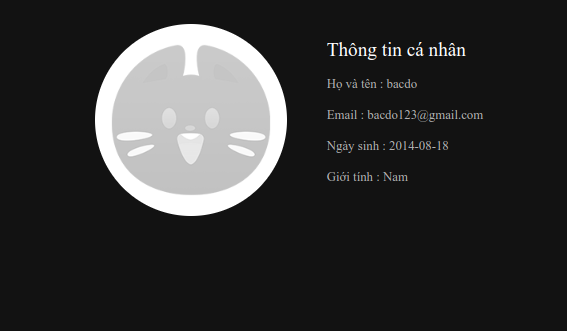 Thông tin cá nhân
Họ và tên : bacdo
Email : bacdo123@gmail.com
Ngày sinh : 2014-08-18
Giới tính : Nam